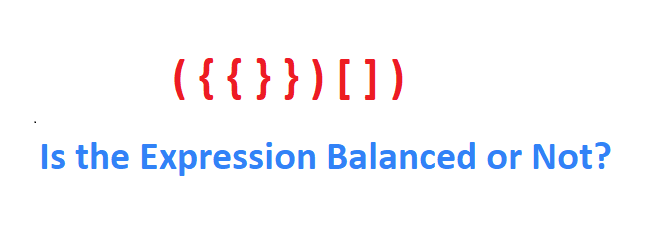 ( { { } } ) [ ] )
.
Is the Expression Balanced or Not?